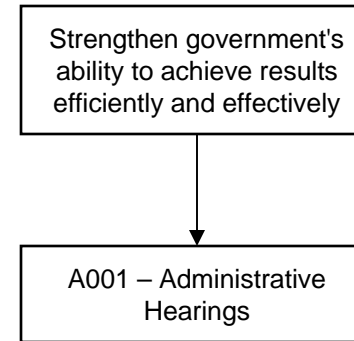 Strengthen government's
ability to achieve results
efficiently and effectively
A001 – Administrative
Hearings